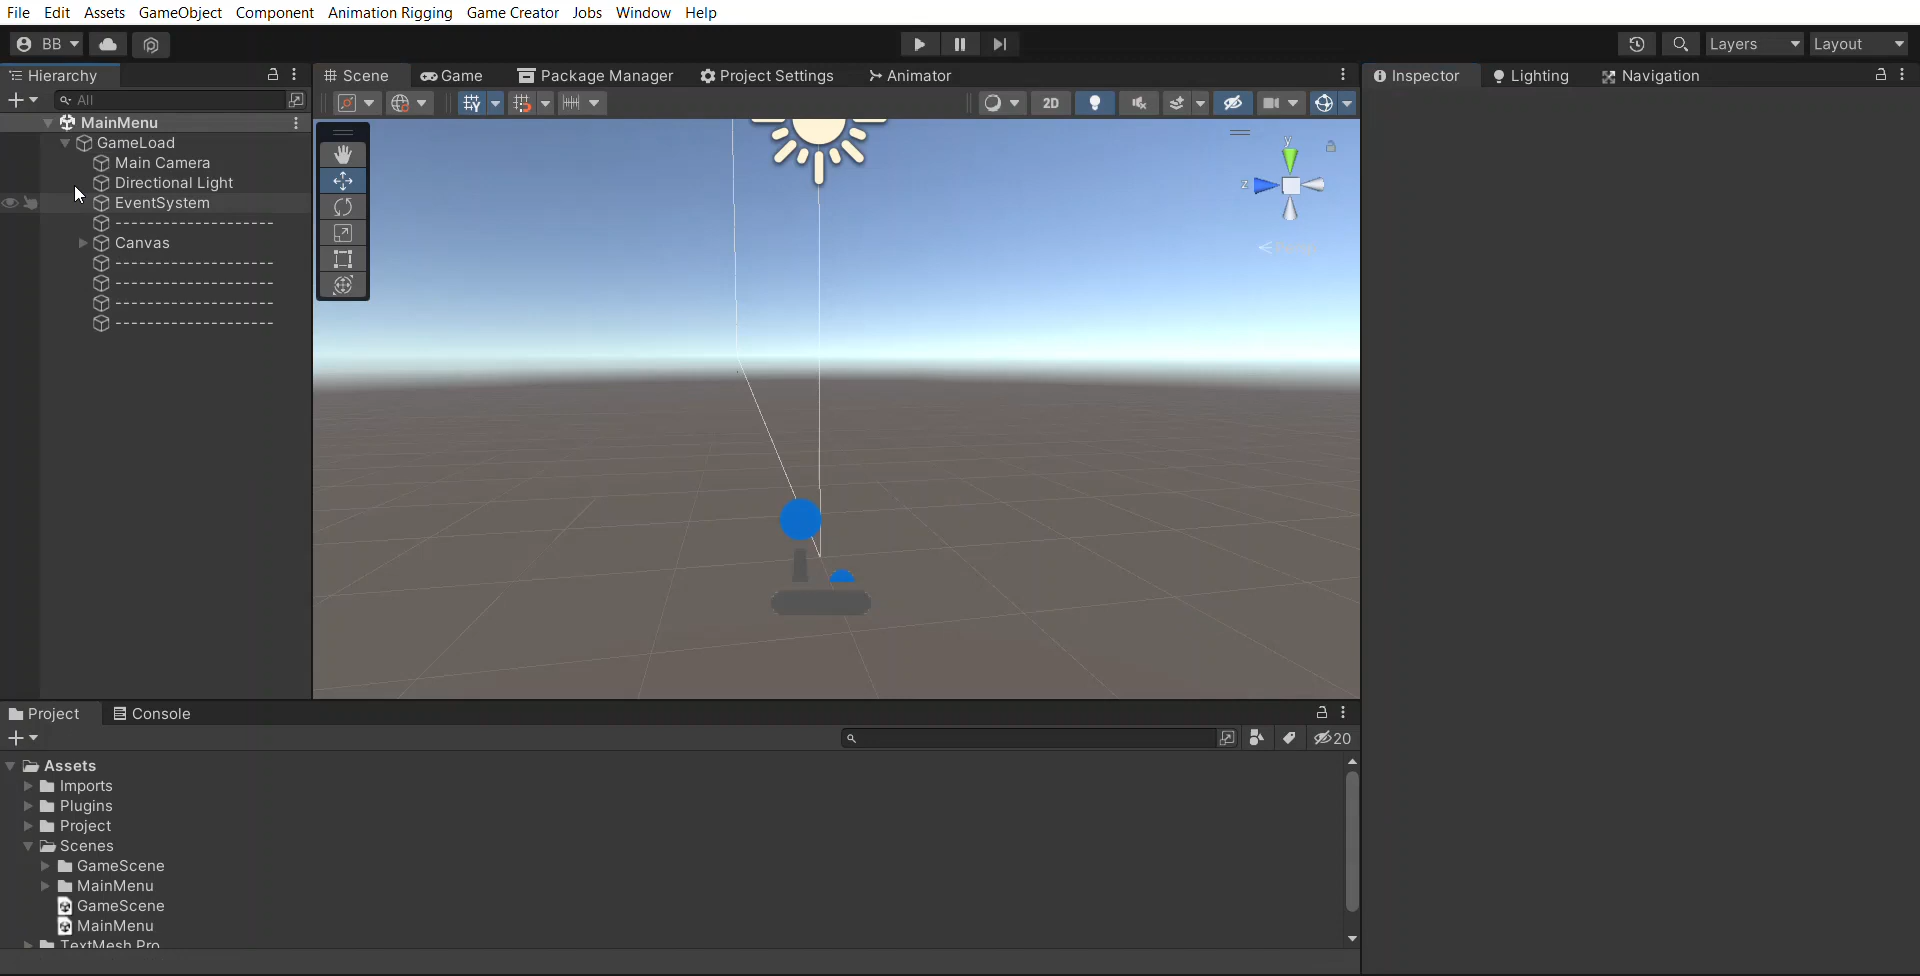 File Edit Assets GameObject Component Animation Rigging Game Creator Jobs Window Help
BB Layers Layout
Hierarchy Scene Game Package Manager Project Settings Animator Inspector Lighting Navigation
All 2D
MainMenu
GameLoad
Main Camera
Directional Light
EventSystem
---------------------
Canvas
---------------------
---------------------
---------------------
---------------------
y
z
Project Console
20
Assets
Imports
Plugins
Project
Scenes
GameScene
MainMenu
GameScene
MainMenu
TextMesh Pro